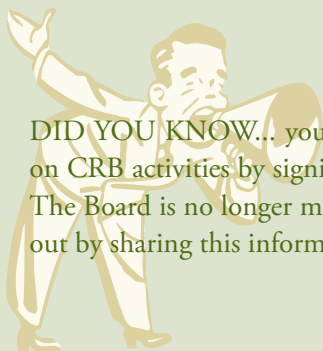 DID YOU KNOW... you
on CRB activities by signi
The Board is no longer m
out by sharing this inform